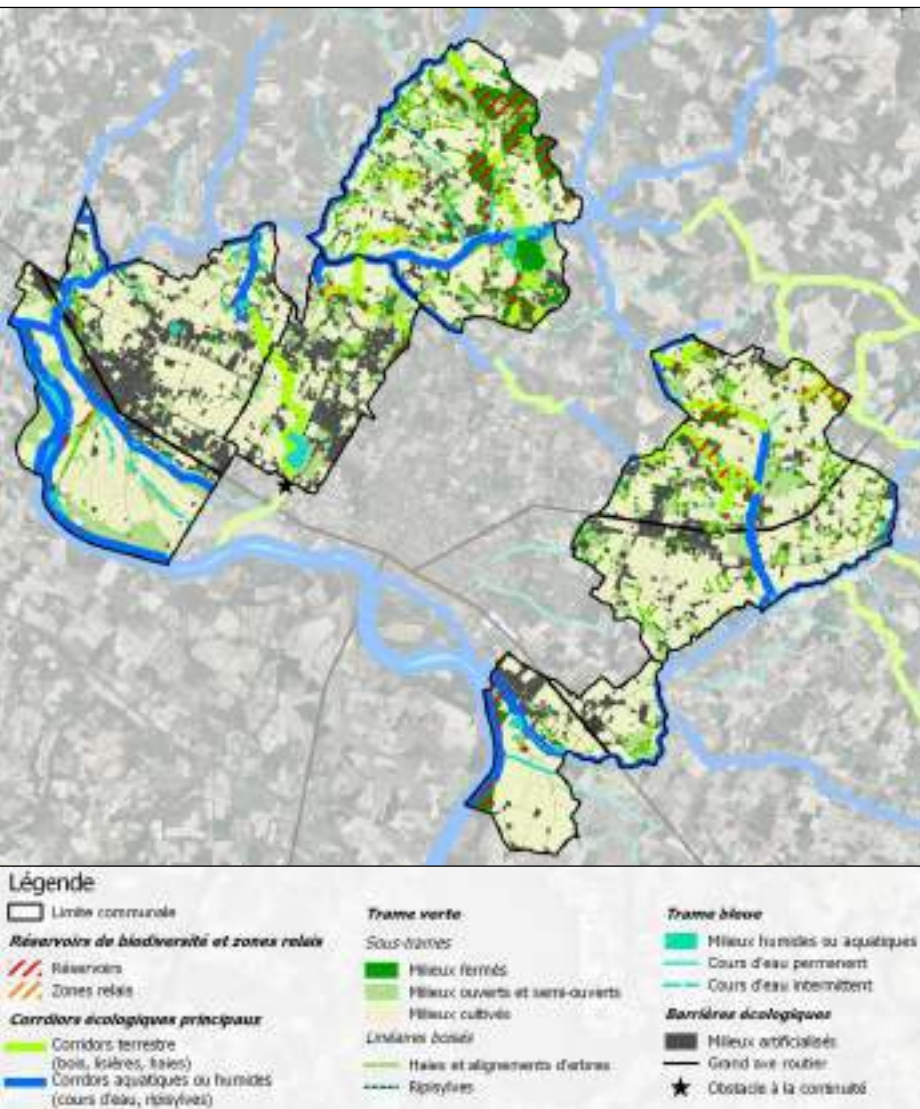 Légende
Limite communale
Réservoirs de biodiversité et zones relais
Réservoirs
Zones relais
Corridors écologiques principaux
Corridors terrestre
(bois, lisières, haies)
Corridors aquatiques ou humides
(cours d'eau, ripisylves)
Trame verte
Sous-trames
Milieux fermés
Milieux ouverts et semi-ouverts
Milieux cultivés
Linéaires boisés
Haies et alignements d'arbres
Ripisylves
Trame bleue
Milieux humides ou aquatiques
Cours d'eau permanent
Cours d'eau intermittent
Barrières écologiques
Milieux artificialisés
Grand axe routier
Obstacle à la continuité